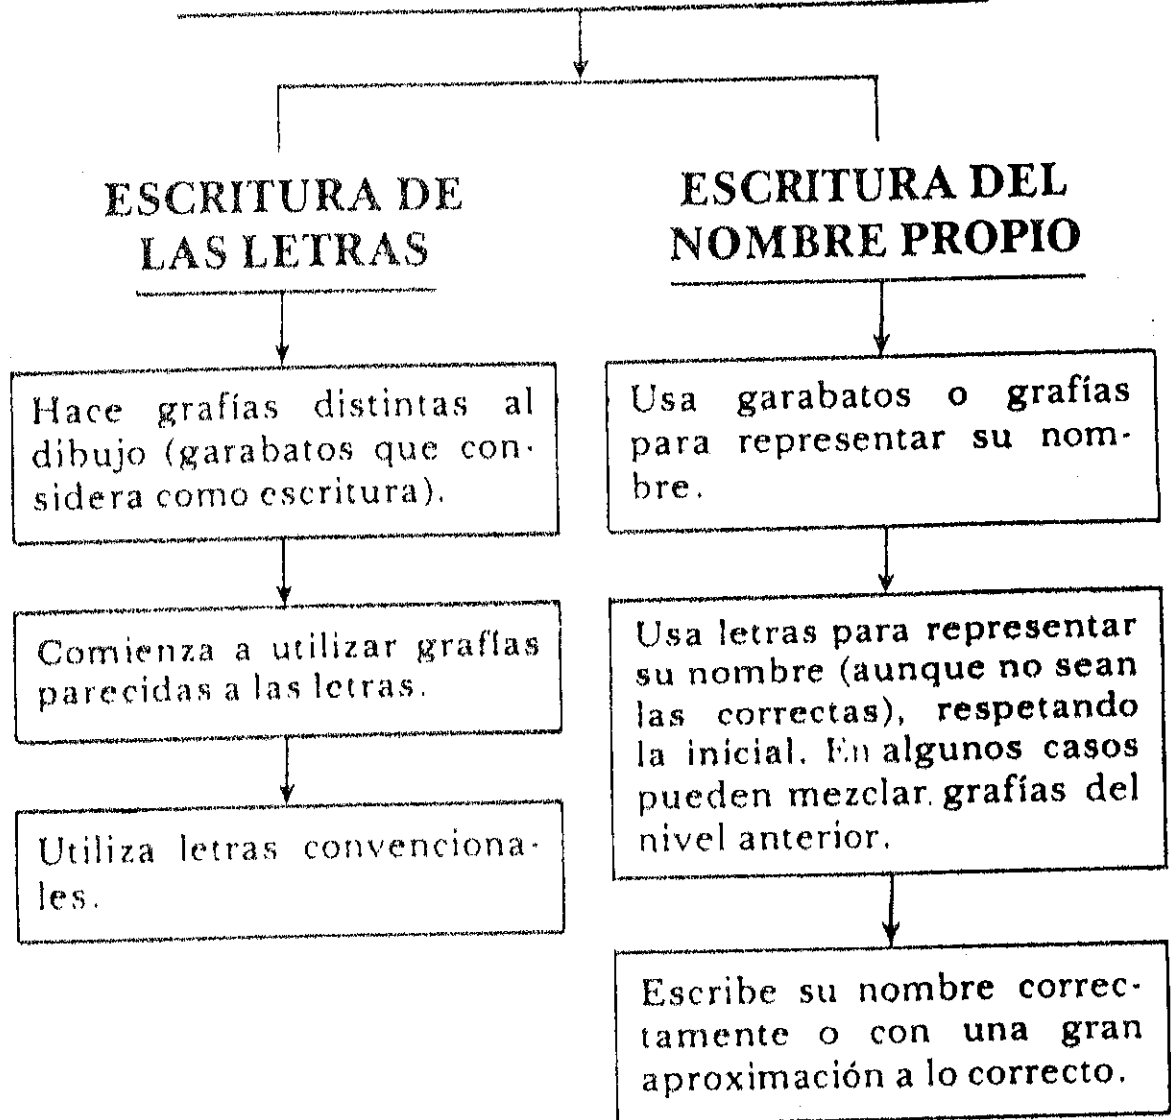 ESCRITURA DE
LAS LETRAS
Hace grafías distintas al
dibujo (garabatos que con-
sidera como escritura).
Comienza a utilizar grafías
parecidas a las letras.
Utiliza letras convenciona-
les.
ESCRITURA DEL
NOMBRE PROPIO
Usa garabatos o grafías
para representar su nom-
bre.
Usa letras para representar
su nombre (aunque no sean
las correctas), respetando
la inicial. En algunos casos
pueden mezclar. grafías del
nivel anterior.
Escribe su nombre correc-
tamente o con una gran
aproximación a lo correcto.